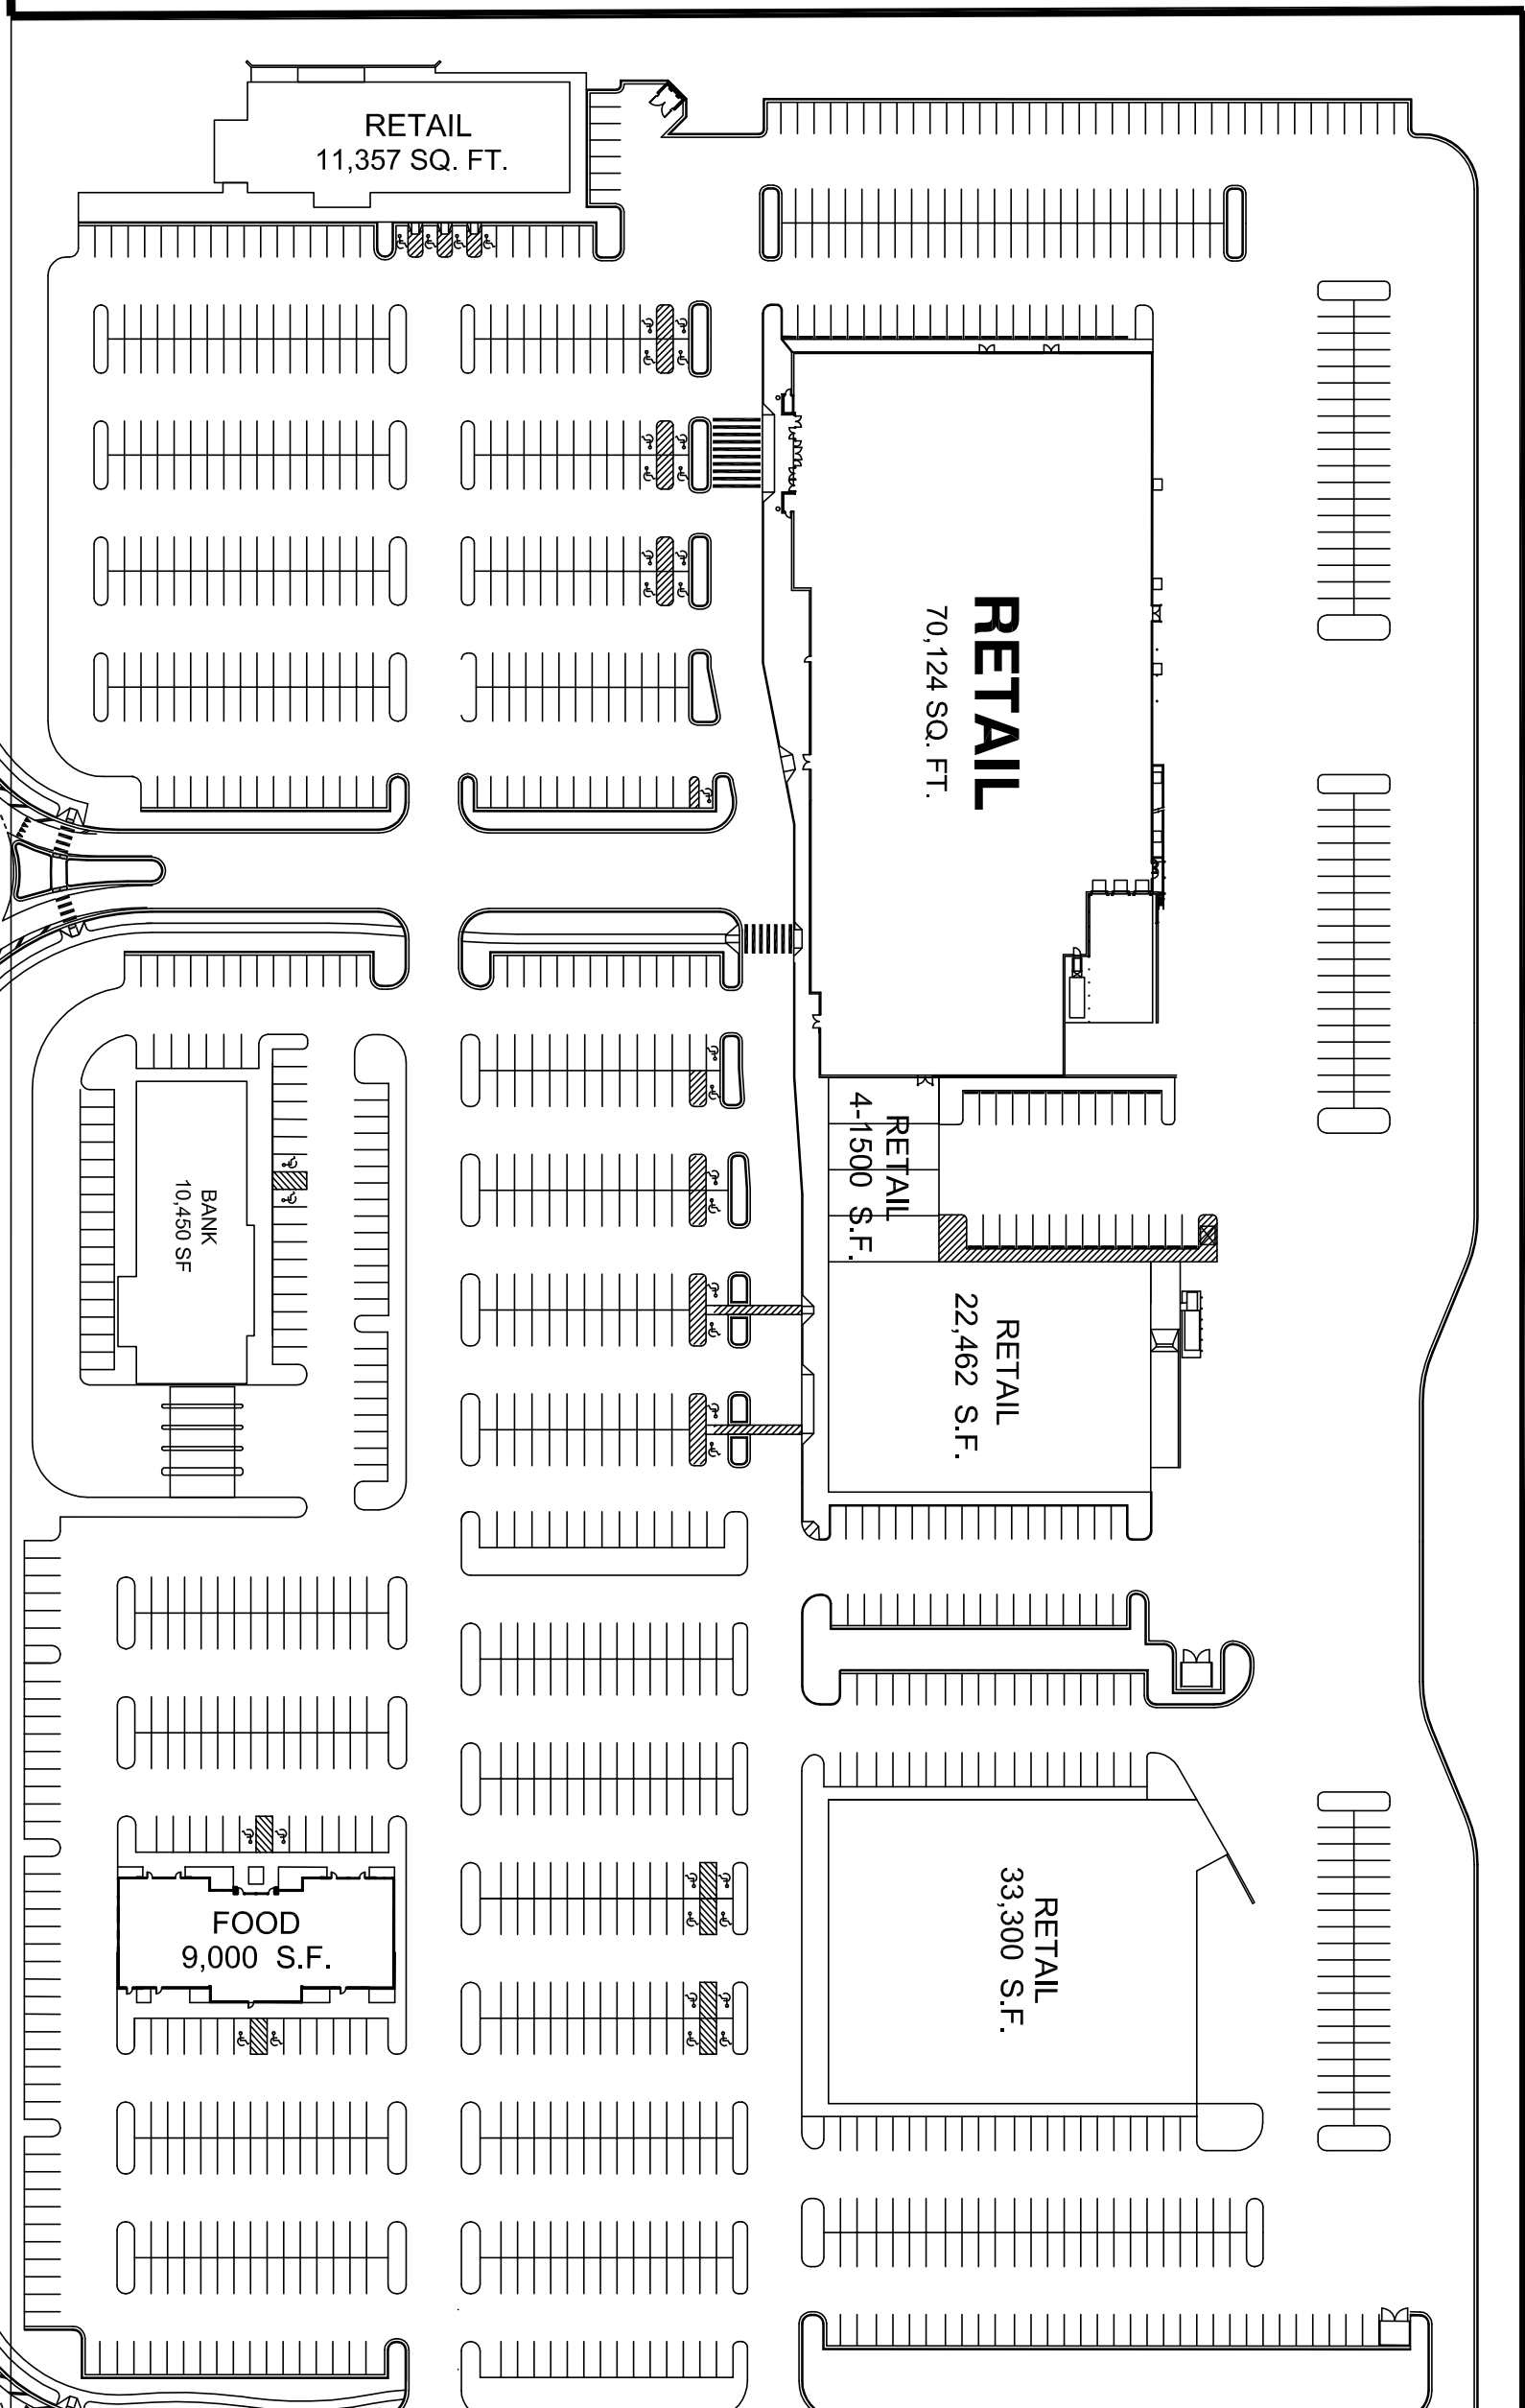 RETAIL
11,357 SQ. FT.
RETAIL
70,124 SQ. FT.
RETAIL
4-1500 S.F.
BANK
10,450 SF
RETAIL
22,462 S.F.
RETAIL
33,300 S.F.
FOOD
9,000 S.F.